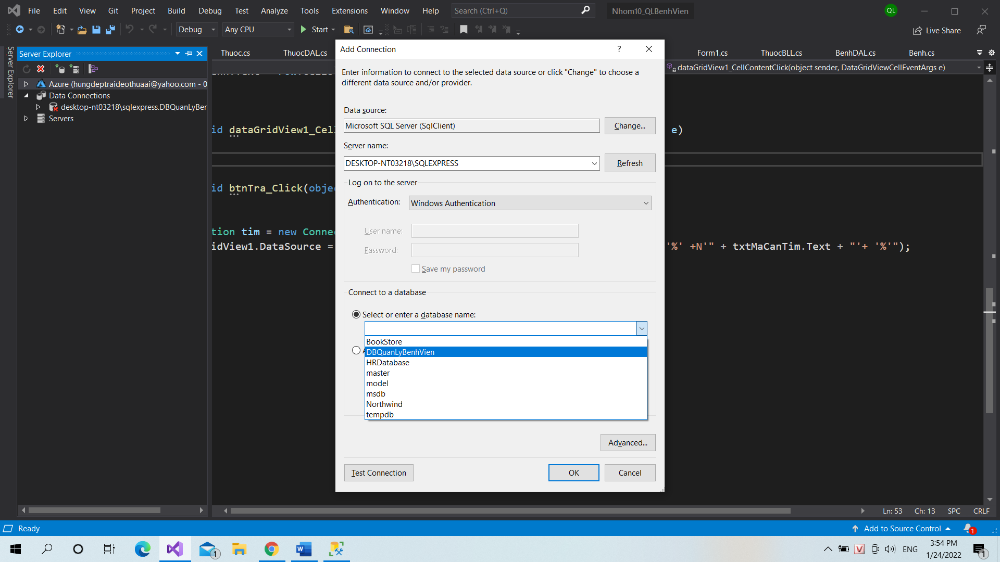 File Edit View Git Project Build Debug Test Analyze Tools Extensions Window Help Search (Ctrl+Q) Nhom10_QLBenhVien QL
Debug Any CPU Start Live Share
Server Explorer
Server Explorer
Azure (hungdeptraideothuaai@yahoo.com - 0
Data Connections
desktop-nt03218\sqlexpress.DBQuanLyBer
Servers
Thuoc.cs ThuocDAL.cs Form1.cs ThuocBLL.cs BenhDAL.cs Benh.cs
dataGridView1_CellContentClick(object sender, DataGridViewCellEventArgs e)
id dataGridView1_Cell e)
id btnTra_Click(obje
tion tim = new Conne
idView1.DataSource = '%' +N'" + txtMaCanTim.Text + "'+ '%'");
Add Connection ?
Enter information to connect to the selected data source or click "Change" to choose a
different data source and/or provider.
Data source:
Microsoft SQL Server (SqlClient) Change...
Server name:
DESKTOP-NT03218\SQLEXPRESS Refresh
Log on to the server
Authentication: Windows Authentication
User name:
Password:
Save my password
Connect to a database
Select or enter a database name:
BookStore
DBQuanLyBenhVien
HRDatabase
master
model
msdb
Northwind
tempdb
Advanced...
Test Connection OK Cancel
Ln: 53 Ch: 13 SPC CRLF
Ready Add to Source Control 1
1 ENG 3:54 PM
1/24/2022 1